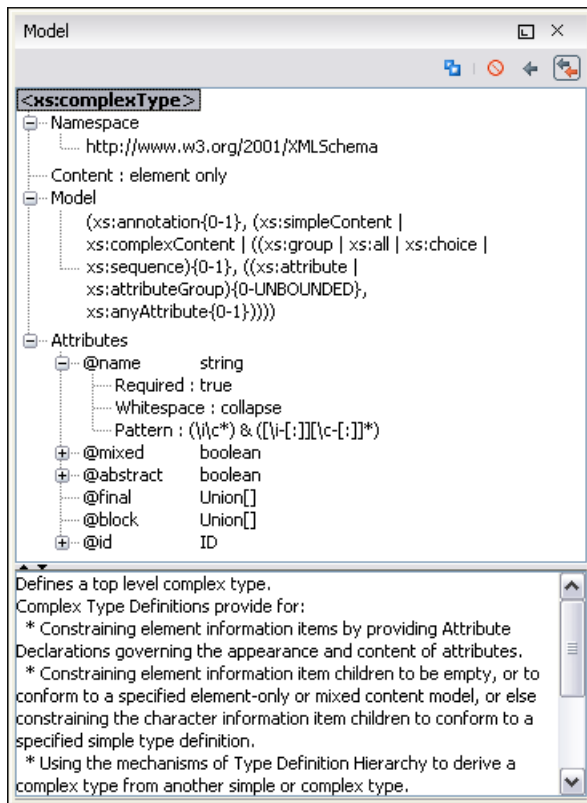 Model
<xs:complexType>
Namespace
http://www.w3.org/2001/XMLSchema
Content : element only
Model
(xs:annotation{0-1}, (xs:simpleContent |
xs:complexContent | ((xs:group | xs:all | xs:choice |
xs:sequence){0-1}, ((xs:attribute |
xs:attributeGroup){0-UNBOUNDED},
xs:anyAttribute{0-1}))))
Attributes
@name string
Required : true
Whitespace : collapse
Pattern : (\i\c*) & ([\i-[:]][\c-[:]]*)
@mixed boolean
@abstract boolean
@final Union[]
@block Union[]
@id ID
Defines a top level complex type.
Complex Type Definitions provide for:
* Constraining element information items by providing Attribute
Declarations governing the appearance and content of attributes.
* Constraining element information item children to be empty, or to
conform to a specified element-only or mixed content model, or else
constraining the character information item children to conform to a
specified simple type definition.
* Using the mechanisms of Type Definition Hierarchy to derive a
complex type from another simple or complex type.